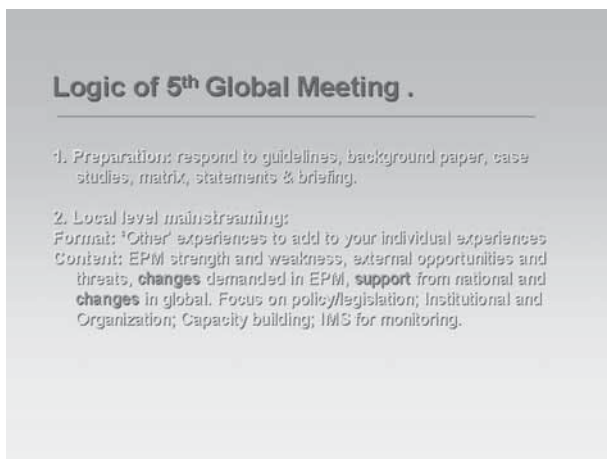 Logic of 5th Global Meeting .
1. Preparation: respond to guidelines, background paper, case
studies, matrix, statements & briefing.
2. Local level mainstreaming:
Format: 'Other' experiences to add to your individual experiences
Content: EPM strength and weakness, external opportunities and
threats, changes demanded in EPM, support from national and
changes in global. Focus on policy/legislation; Institutional and
Organization; Capacity building; IMS for monitoring.